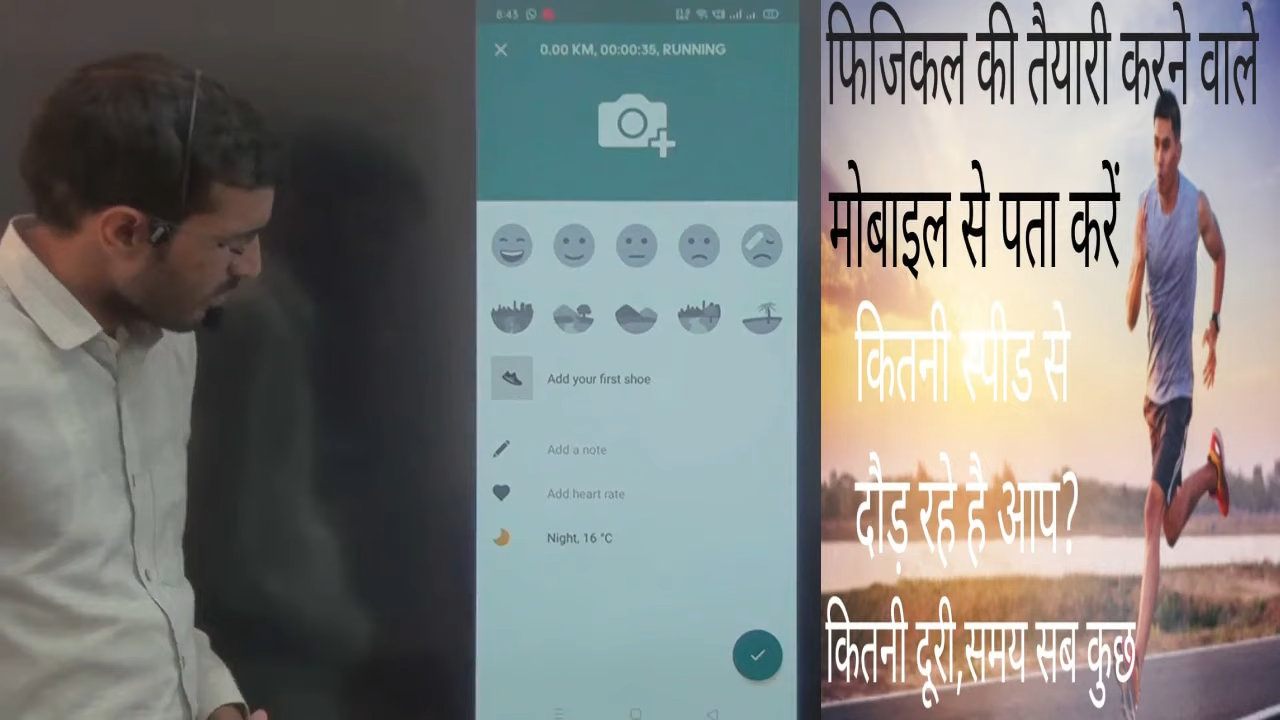 8:43
0.00 KM, 00:00:35, RUNNING
Add your first shoe
Add a note
Add heart rate
Night, 16 °C
फिजिकल की तैयारी करने वाले
मोबाइल से पता करें
कितनी स्पीड से
दौड़ रहे है आप?
कितनी दूरी,समय सब कुछ